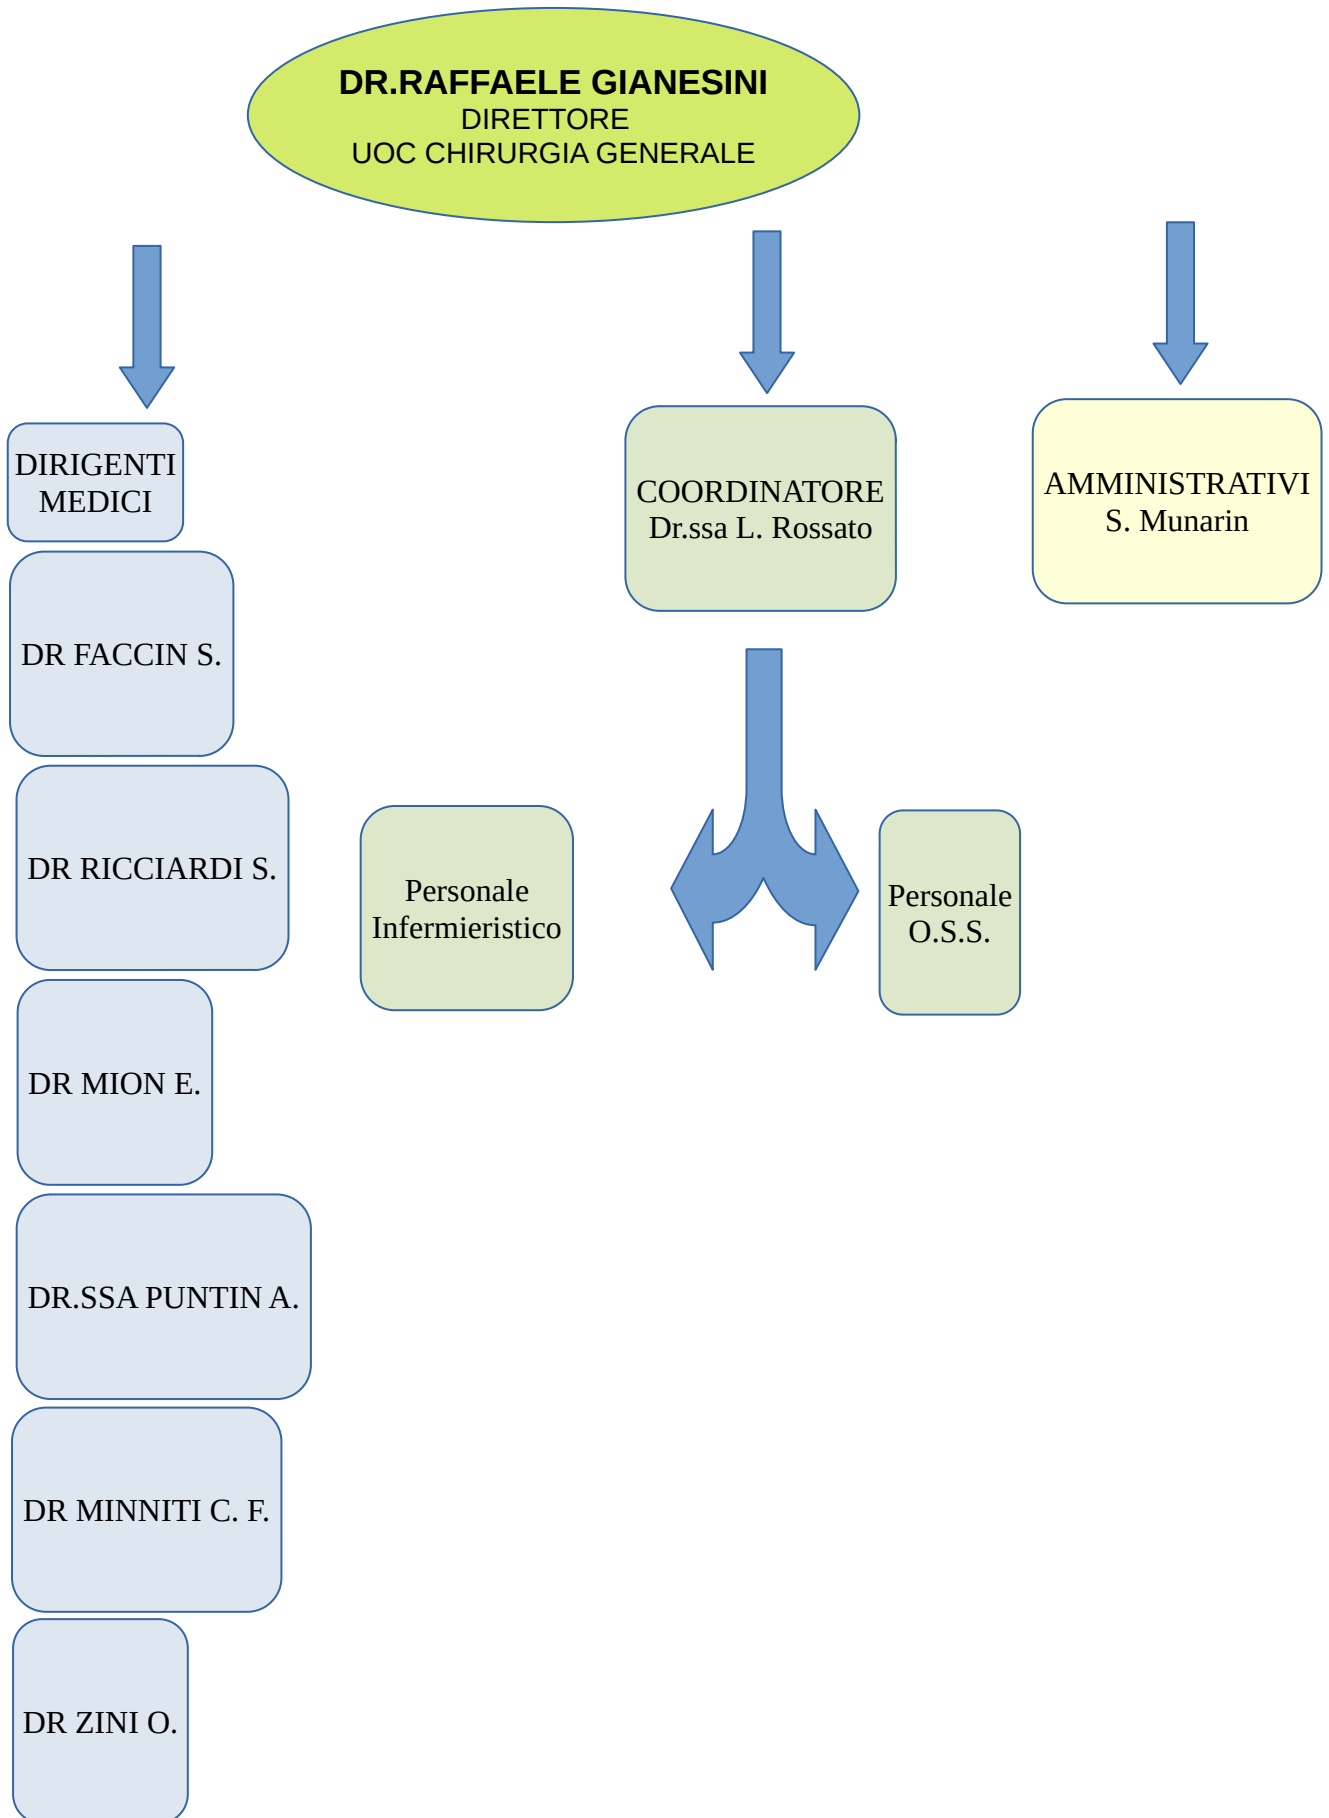 DR.RAFFAELE GIANESINI
DIRETTORE
UOC CHIRURGIA GENERALE
DIRIGENTI
MEDICI
COORDINATORE
Dr.ssa L. Rossato
AMMINISTRATIVI
S. Munarin
DR FACCIN S.
DR RICCIARDI S.
Personale
Infermieristico
Personale
O.S.S.
DR MION E.
DR.SSA PUNTIN A.
DR MINNITI C. F.
DR ZINI O.